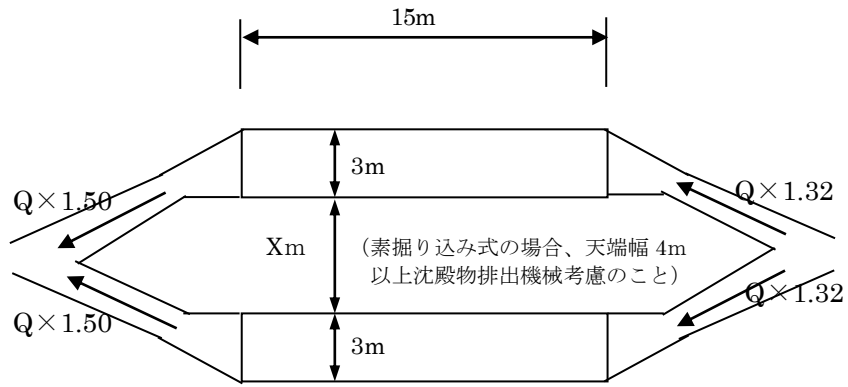 15m
3m
Q×1.50
Q×1.32
Xm
（素掘り込み式の場合、天端幅 4m
以上沈殿物排出機械考慮のこと）
Q×1.32
Q×1.50
3m